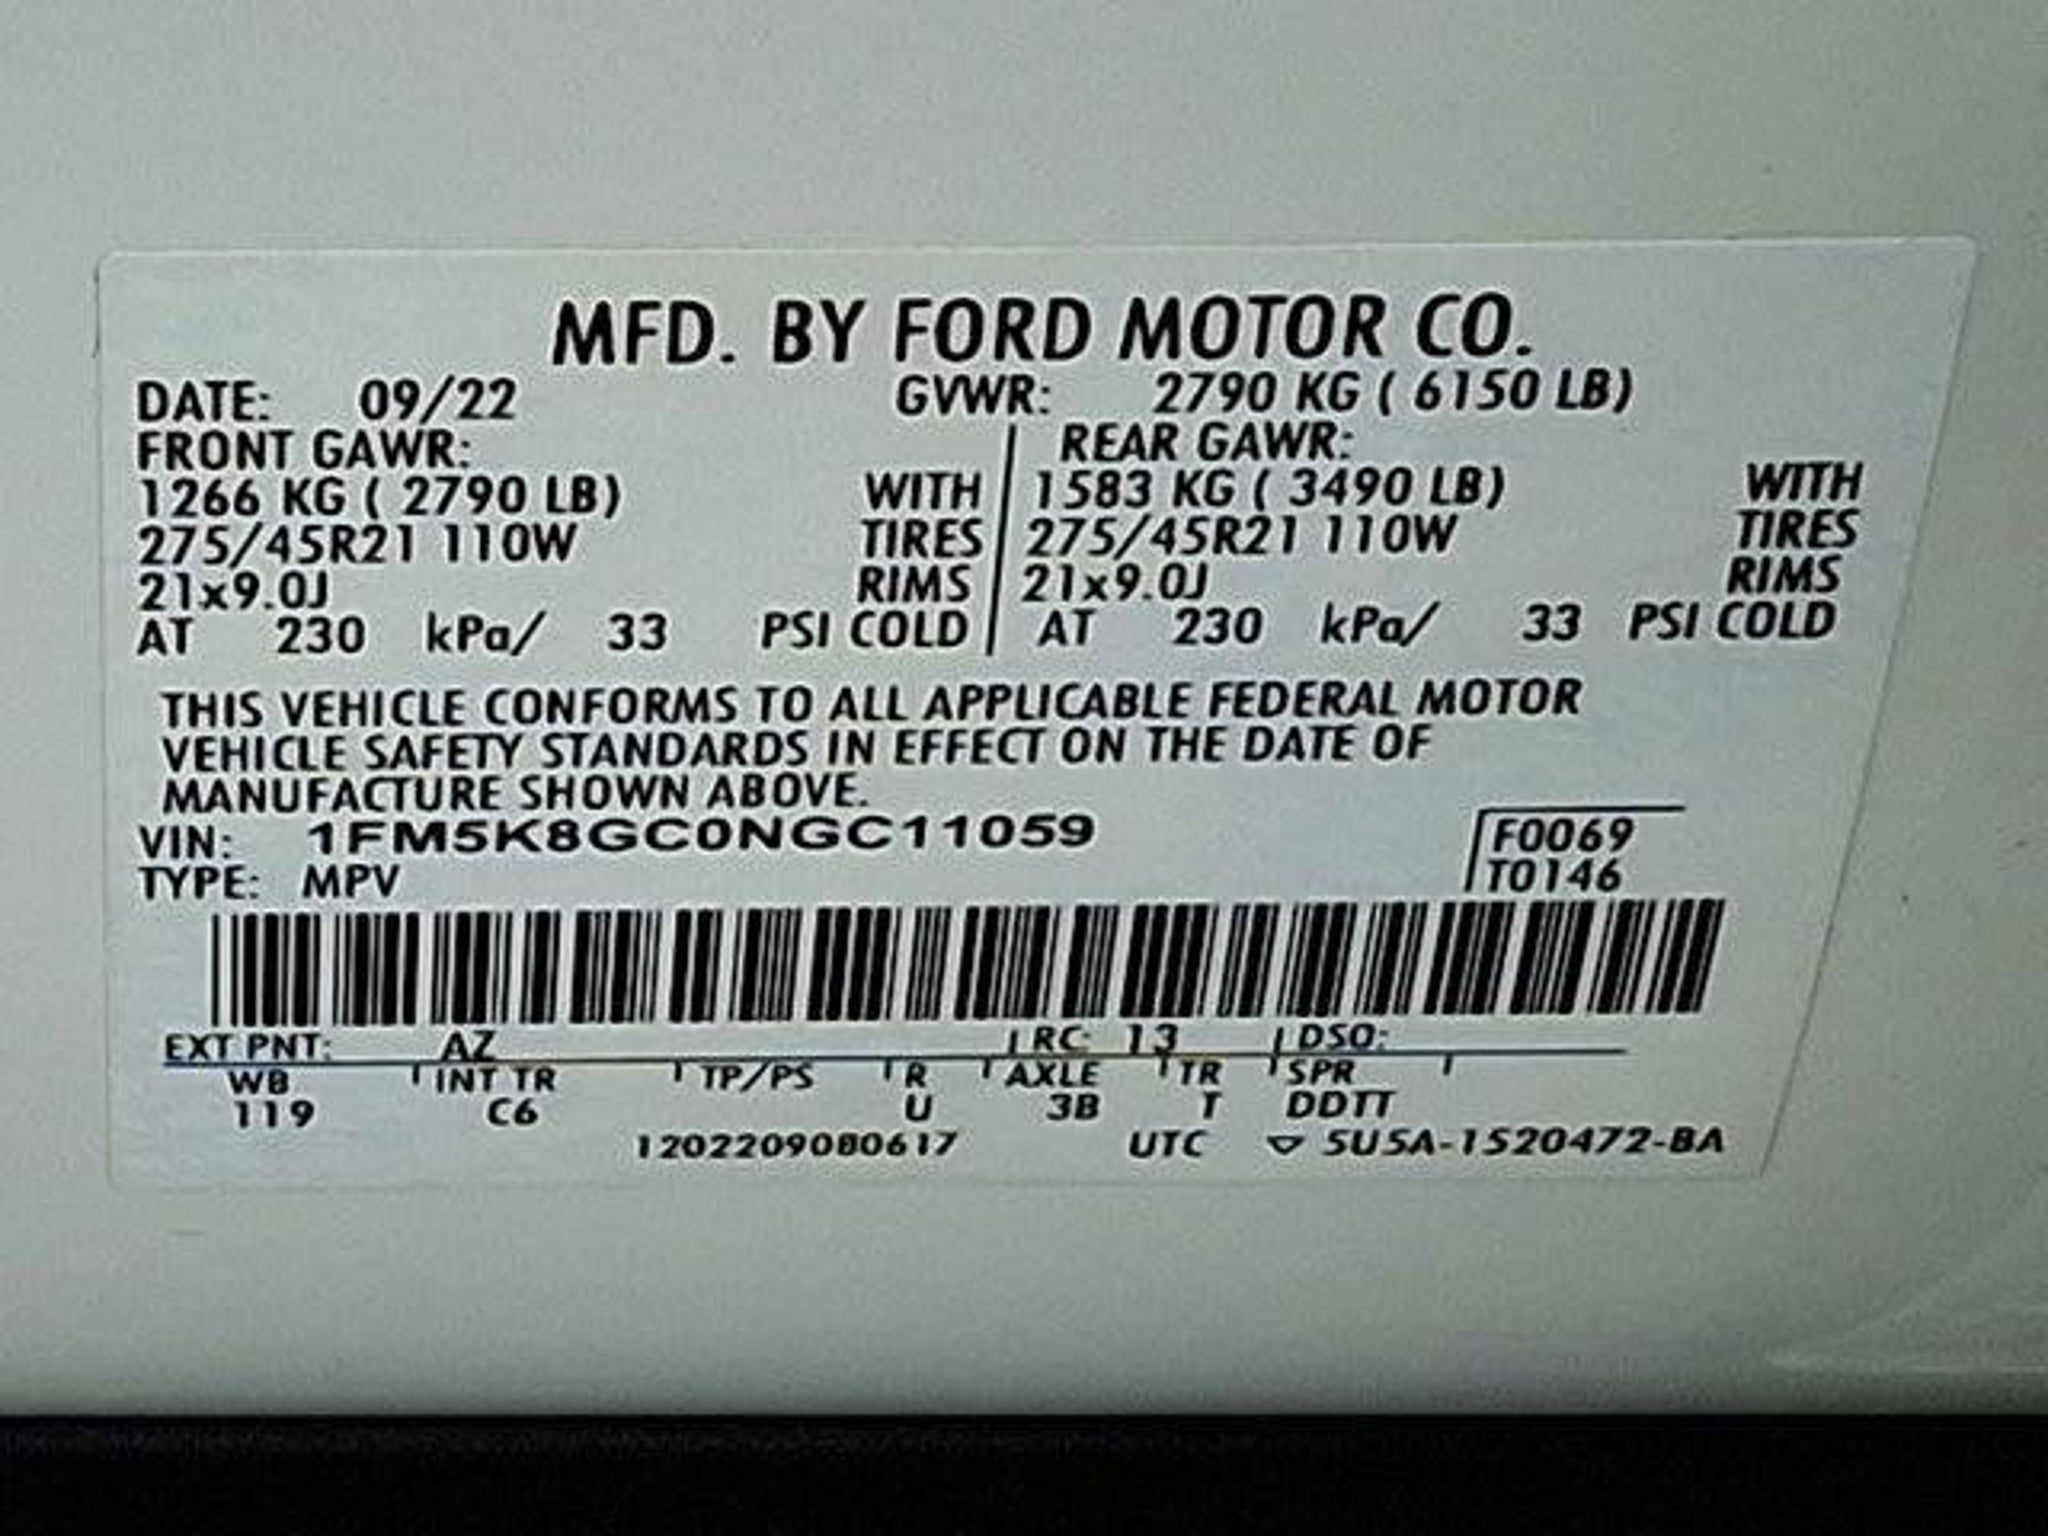 MFD. BY FORD MOTOR CO.
DATE: 09/22 GVWR: 2790 KG ( 6150 LB)
FRONT GAWR: REAR GAWR:
1266 KG ( 2790 LB) WITH 1583 KG ( 3490 LB) WITH
275/45R21 110W TIRES 275/45R21 110W TIRES
21x9.0J RIMS 21x9.0J RIMS
AT 230 kPa/ 33 PSI COLD AT 230 kPa/ 33 PSI COLD
THIS VEHICLE CONFORMS TO ALL APPLICABLE FEDERAL MOTOR
VEHICLE SAFETY STANDARDS IN EFFECT ON THE DATE OF
MANUFACTURE SHOWN ABOVE.
VIN: 1FM5K8GC0NGC11059 F0069
TYPE: MPV T0146
EXT PNT: AZ RC: 13 DSO:
WB INT TR TP/PS R AXLE TR SPR
119 C6 U 3B T DDTT
1202209080617 UTC ▽ 5U5A-1520472-BA